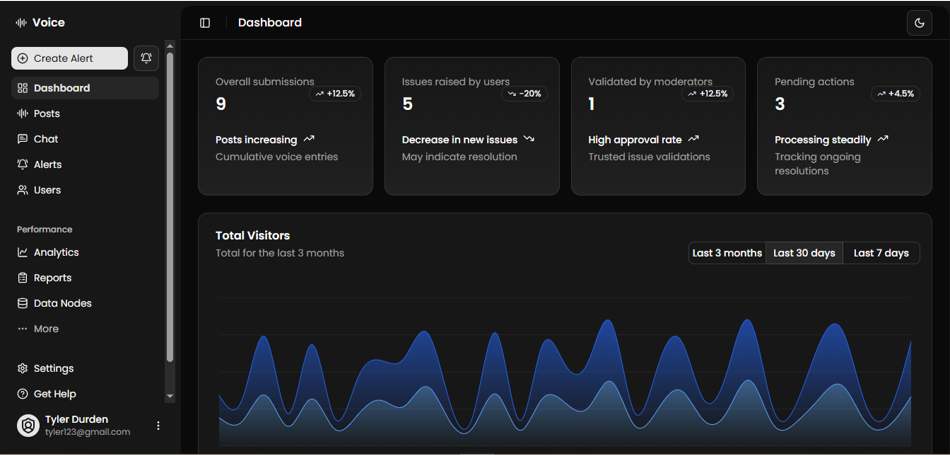 Voice
Create Alert
Dashboard
Posts
Chat
Alerts
Users
Performance
Analytics
Reports
Data Nodes
More
Settings
Get Help
Tyler Durden
tyler123@gmail.com
Dashboard
Overall submissions
+12.5%
9
Posts increasing
Cumulative voice entries
Issues raised by users
-20%
5
Decrease in new issues
May indicate resolution
Validated by moderators
+12.5%
1
High approval rate
Trusted issue validations
Pending actions
+4.5%
3
Processing steadily
Tracking ongoing
resolutions
Total Visitors
Total for the last 3 months
Last 3 months
Last 30 days
Last 7 days